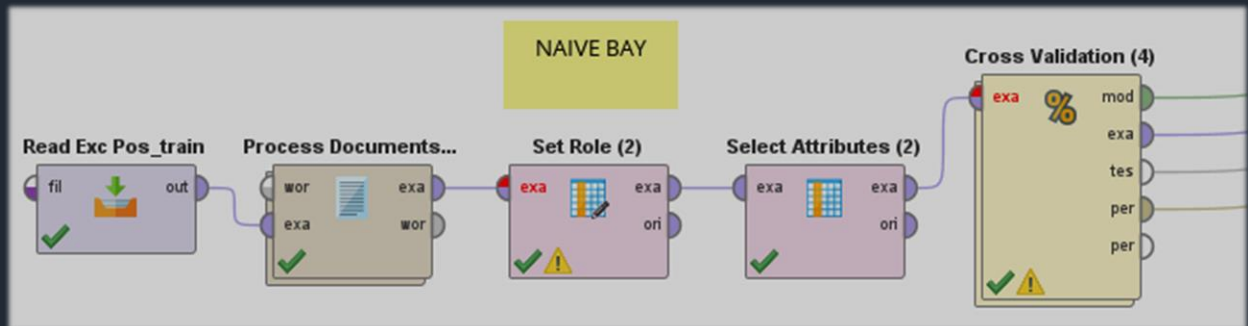 NAIVE BAY
Cross Validation (4)
exa
mod
exa
tes
per
per
Read Exc Pos_train
fil
out
Process Documents...
wor
exa
exa
wor
Set Role (2)
exa
exa
ori
Select Attributes (2)
exa
exa
ori